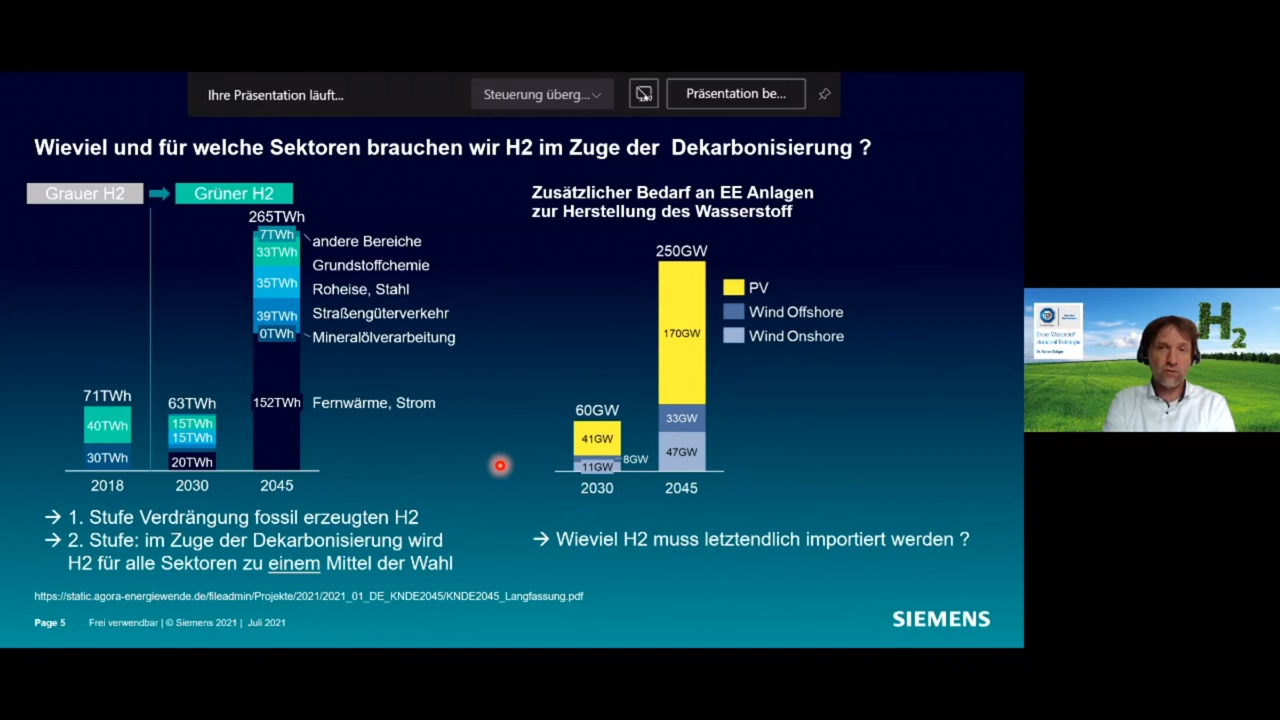 Ihre Präsentation läuft...
Steuerung überg...
Präsentation be...
Wieviel und für welche Sektoren brauchen wir H2 im Zuge der Dekarbonisierung ?
Grauer H2
Grüner H2
265TWh
7TWh
andere Bereiche
33TWh
Grundstoffchemie
35TWh
Roheise, Stahl
39TWh
Straßengüterverkehr
0TWh
Mineralölverarbeitung
152TWh
Fernwärme, Strom
71TWh
40TWh
30TWh
63TWh
15TWh
15TWh
20TWh
2018
2030
2045
→ 1. Stufe Verdrängung fossil erzeugten H2
→ 2. Stufe: im Zuge der Dekarbonisierung wird
H2 für alle Sektoren zu einem Mittel der Wahl
Zusätzlicher Bedarf an EE Anlagen
zur Herstellung des Wasserstoff
250GW
170GW
33GW
47GW
60GW
41GW
8GW
11GW
PV
Wind Offshore
Wind Onshore
2030
2045
→ Wieviel H2 muss letztendlich importiert werden ?
https://static.agora-energiewende.de/fileadmin/Projekte/2021/2021_01_DE_KNDE2045/KNDE2045_Langfassung.pdf
Page 5 Frei verwendbar | © Siemens 2021 | Juli 2021
SIEMENS
H2